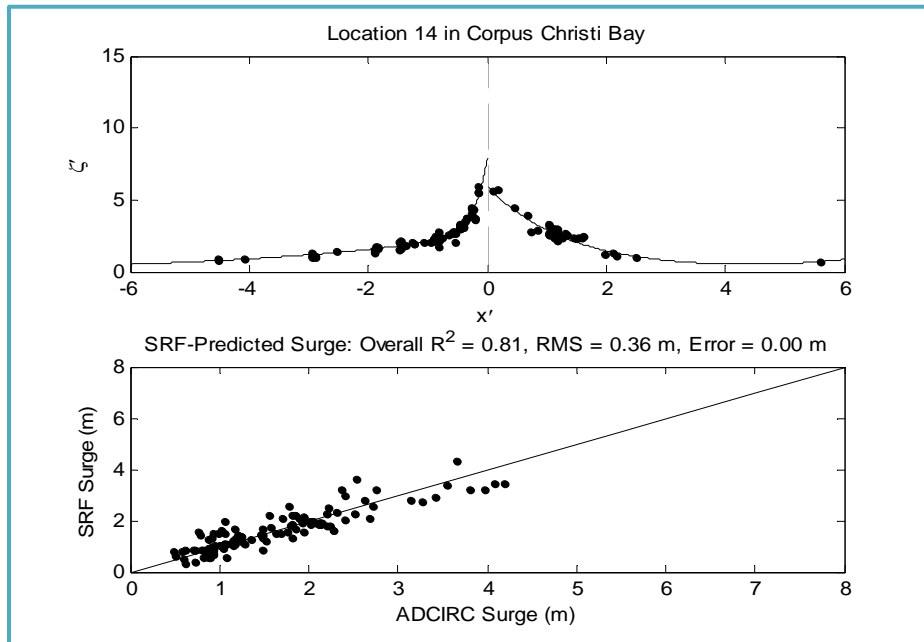 Location 14 in Corpus Christi Bay
15
10
5
0
ζ′
-6 -4 -2 0 2 4 6
x′
SRF-Predicted Surge: Overall R² = 0.81, RMS = 0.36 m, Error = 0.00 m
8
6
4
2
0
SRF Surge (m)
0 1 2 3 4 5 6 7 8
ADCIRC Surge (m)